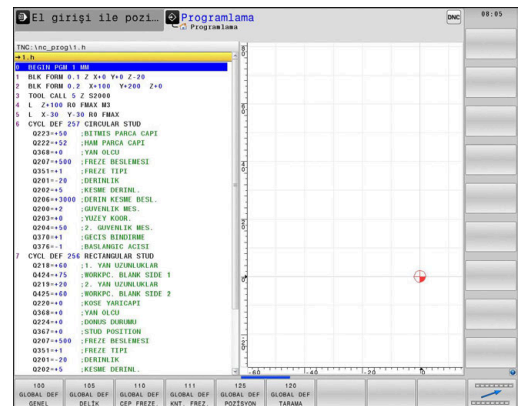 El girişi ile pozi...
Programlama
Programlama
DNC
08:05
TNC:\nc_prog\1.h
→1.h
0 BEGIN PGM 1 MM
1 BLK FORM 0.1 Z X+0 Y+0 Z-20
2 BLK FORM 0.2 X+100 Y+200 Z+0
3 TOOL CALL 5 Z S2000
4 L Z+100 R0 FMAX M3
5 L X-30 Y-30 R0 FMAX
6 CYCL DEF 257 CIRCULAR STUD
Q223=+50 ;BITMIS PARCA CAPI
Q222=+52 ;HAM PARCA CAPI
Q368=+0 ;YAN OLCU
Q207=+500 ;FREZE BESLEMESI
Q351=+1 ;FREZE TIPI
Q201=-20 ;DERINLIK
Q202=+5 ;KESME DERINL.
Q206=+3000 ;DERIN KESME BESL.
Q200=+2 ;GUVENLIK MES.
Q203=+0 ;YUZEY KOOR.
Q204=+50 ;2. GUVENLIK MES.
Q370=+1 ;GECIS BINDIRME
Q376=-1 ;BASLANGIC ACISI
7 CYCL DEF 256 RECTANGULAR STUD
Q218=+60 ;1. YAN UZUNLUKLAR
Q424=+75 ;WORKPC. BLANK SIDE 1
Q219=+20 ;2. YAN UZUNLUKLAR
Q425=+60 ;WORKPC. BLANK SIDE 2
Q220=+0 ;KOSE YARICAPI
Q368=+0 ;YAN OLCU
Q224=+0 ;DONUS DURUMU
Q367=+0 ;STUD POSITION
Q207=+500 ;FREZE BESLEMESI
Q351=+1 ;FREZE TIPI
Q201=-20 ;DERINLIK
Q202=+5 ;KESME DERINL.
-60 -40 -20 0
100 GLOBAL DEF GENEL
105 GLOBAL DEF DELİK
110 GLOBAL DEF CEP FREZE.
111 GLOBAL DEF KNT. FREZ.
125 GLOBAL DEF POZİSYON
120 GLOBAL DEF TARAMA